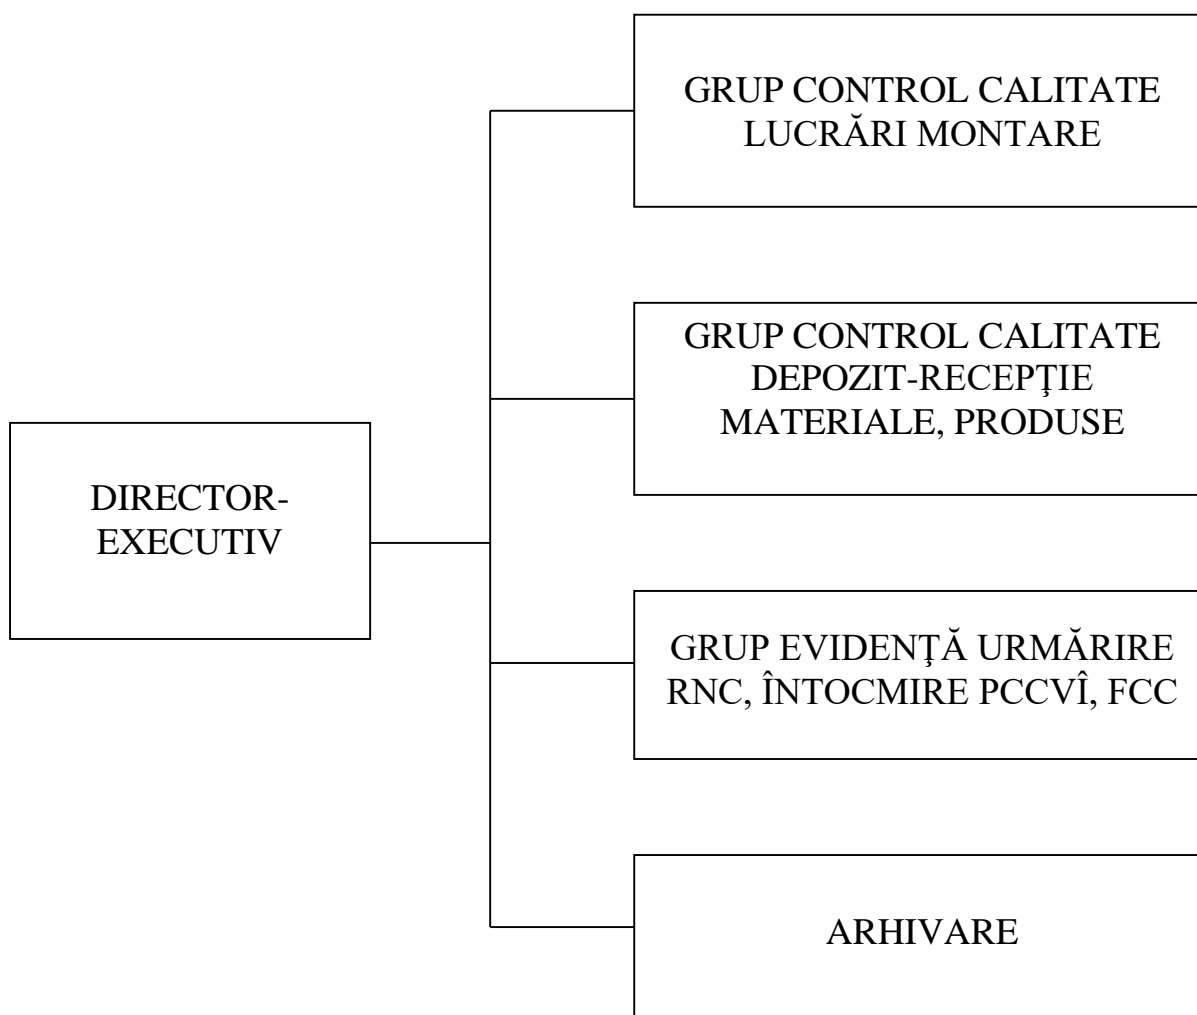 GRUP CONTROL CALITATE
LUCRĂRI MONTARE
GRUP CONTROL CALITATE
DEPOZIT-RECEPŢIE
MATERIALE, PRODUSE
DIRECTOR-
EXECUTIV
GRUP EVIDENŢĂ URMĂRIRE
RNC, ÎNTOCMIRE PCCVÎ, FCC
ARHIVARE